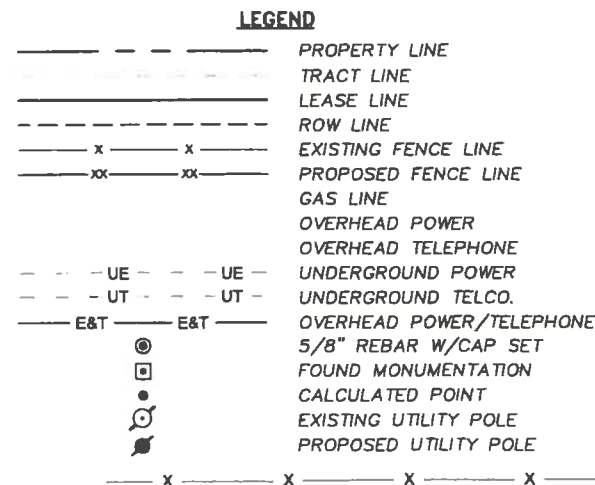 LEGEND
PROPERTY LINE
TRACT LINE
LEASE LINE
ROW LINE
x x EXISTING FENCE LINE
xx xx PROPOSED FENCE LINE
GAS LINE
OVERHEAD POWER
OVERHEAD TELEPHONE
UE UE UNDERGROUND POWER
UT UT UNDERGROUND TELCO.
E&T E&T OVERHEAD POWER/TELEPHONE
5/8" REBAR W/CAP SET
FOUND MONUMENTATION
CALCULATED POINT
EXISTING UTILITY POLE
PROPOSED UTILITY POLE
X X X X